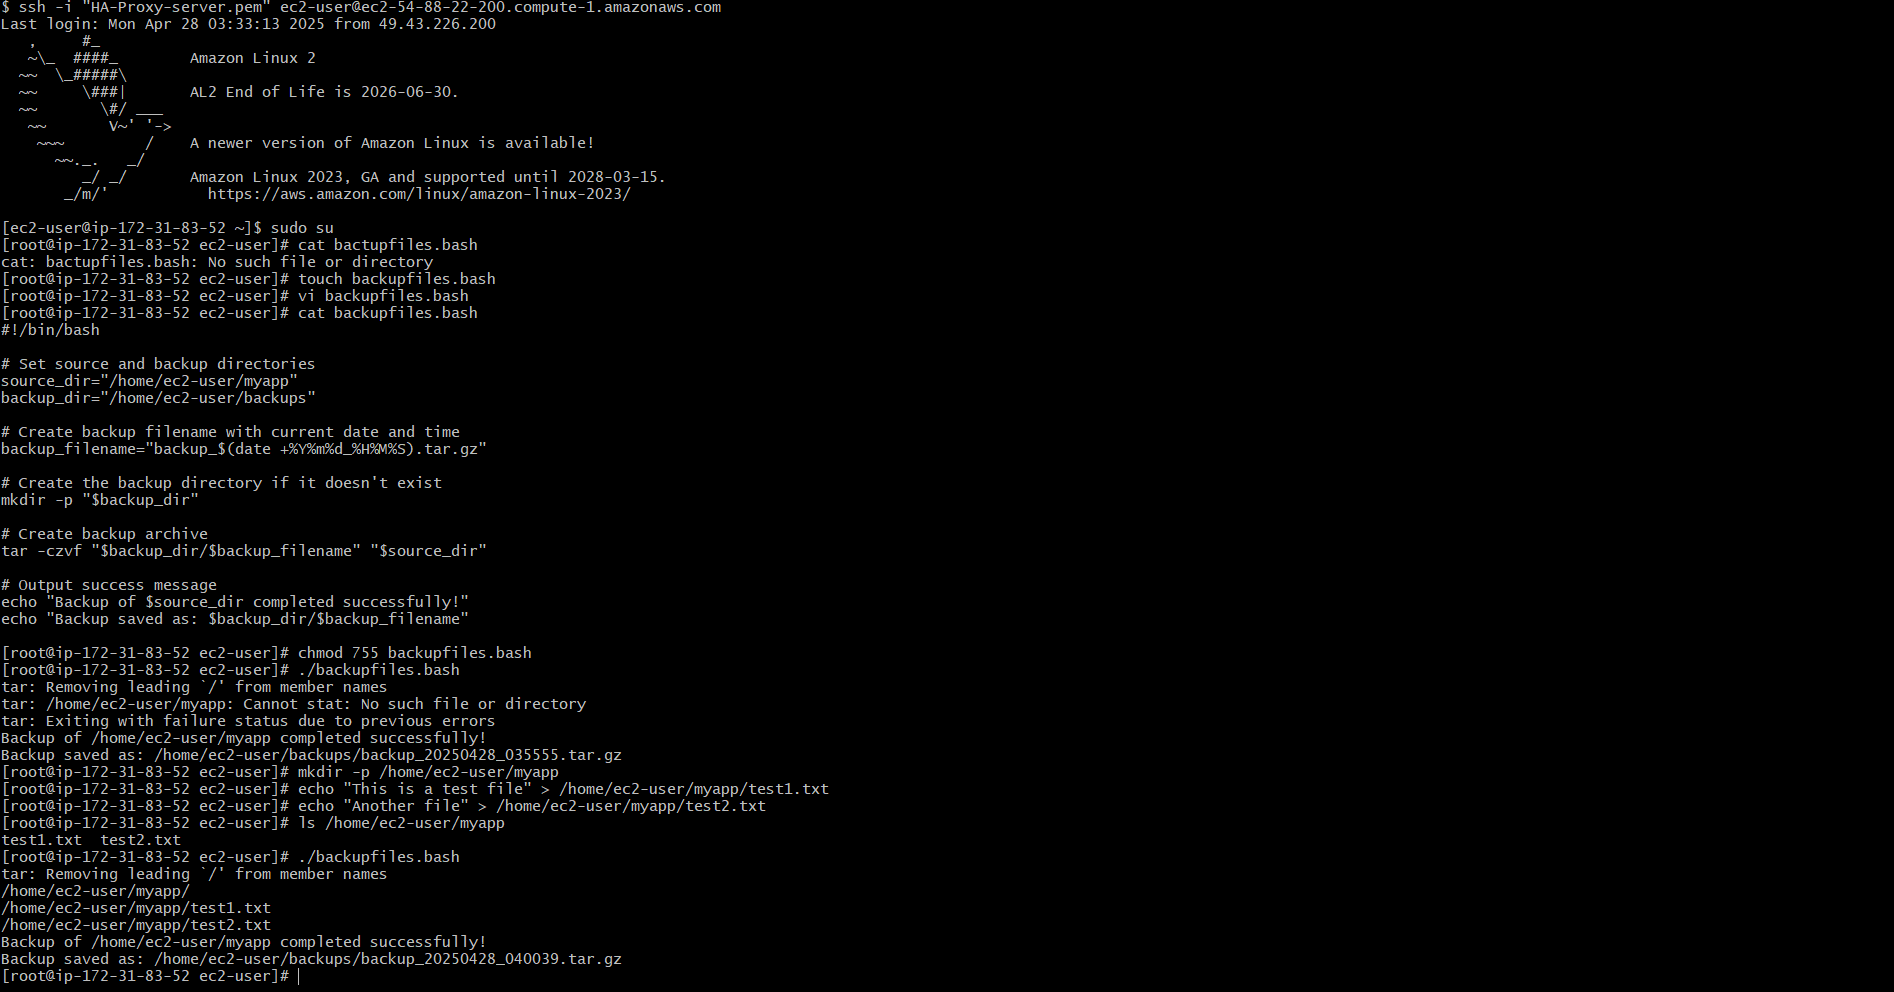 $ ssh -i "HA-Proxy-server.pem" ec2-user@ec2-54-88-22-200.compute-1.amazonaws.com
Last login: Mon Apr 28 03:33:13 2025 from 49.43.226.200
   ,     #_
   ~\_  ####_        Amazon Linux 2
  ~~  \_#####\
  ~~     \###|       AL2 End of Life is 2026-06-30.
  ~~       \#/ ___
   ~~       V~' '->
    ~~~         /    A newer version of Amazon Linux is available!
      ~~._.   _/
         _/ _/       Amazon Linux 2023, GA and supported until 2028-03-15.
       _/m/'           https://aws.amazon.com/linux/amazon-linux-2023/

[ec2-user@ip-172-31-83-52 ~]$ sudo su
[root@ip-172-31-83-52 ec2-user]# cat bactupfiles.bash
cat: bactupfiles.bash: No such file or directory
[root@ip-172-31-83-52 ec2-user]# touch backupfiles.bash
[root@ip-172-31-83-52 ec2-user]# vi backupfiles.bash
[root@ip-172-31-83-52 ec2-user]# cat backupfiles.bash
#!/bin/bash

# Set source and backup directories
source_dir="/home/ec2-user/myapp"
backup_dir="/home/ec2-user/backups"

# Create backup filename with current date and time
backup_filename="backup_$(date +%Y%m%d_%H%M%S).tar.gz"

# Create the backup directory if it doesn't exist
mkdir -p "$backup_dir"

# Create backup archive
tar -czvf "$backup_dir/$backup_filename" "$source_dir"

# Output success message
echo "Backup of $source_dir completed successfully!"
echo "Backup saved as: $backup_dir/$backup_filename"

[root@ip-172-31-83-52 ec2-user]# chmod 755 backupfiles.bash
[root@ip-172-31-83-52 ec2-user]# ./backupfiles.bash
tar: Removing leading `/' from member names
tar: /home/ec2-user/myapp: Cannot stat: No such file or directory
tar: Exiting with failure status due to previous errors
Backup of /home/ec2-user/myapp completed successfully!
Backup saved as: /home/ec2-user/backups/backup_20250428_035555.tar.gz
[root@ip-172-31-83-52 ec2-user]# mkdir -p /home/ec2-user/myapp
[root@ip-172-31-83-52 ec2-user]# echo "This is a test file" > /home/ec2-user/myapp/test1.txt
[root@ip-172-31-83-52 ec2-user]# echo "Another file" > /home/ec2-user/myapp/test2.txt
[root@ip-172-31-83-52 ec2-user]# ls /home/ec2-user/myapp
test1.txt  test2.txt
[root@ip-172-31-83-52 ec2-user]# ./backupfiles.bash
tar: Removing leading `/' from member names
/home/ec2-user/myapp/
/home/ec2-user/myapp/test1.txt
/home/ec2-user/myapp/test2.txt
Backup of /home/ec2-user/myapp completed successfully!
Backup saved as: /home/ec2-user/backups/backup_20250428_040039.tar.gz
[root@ip-172-31-83-52 ec2-user]#